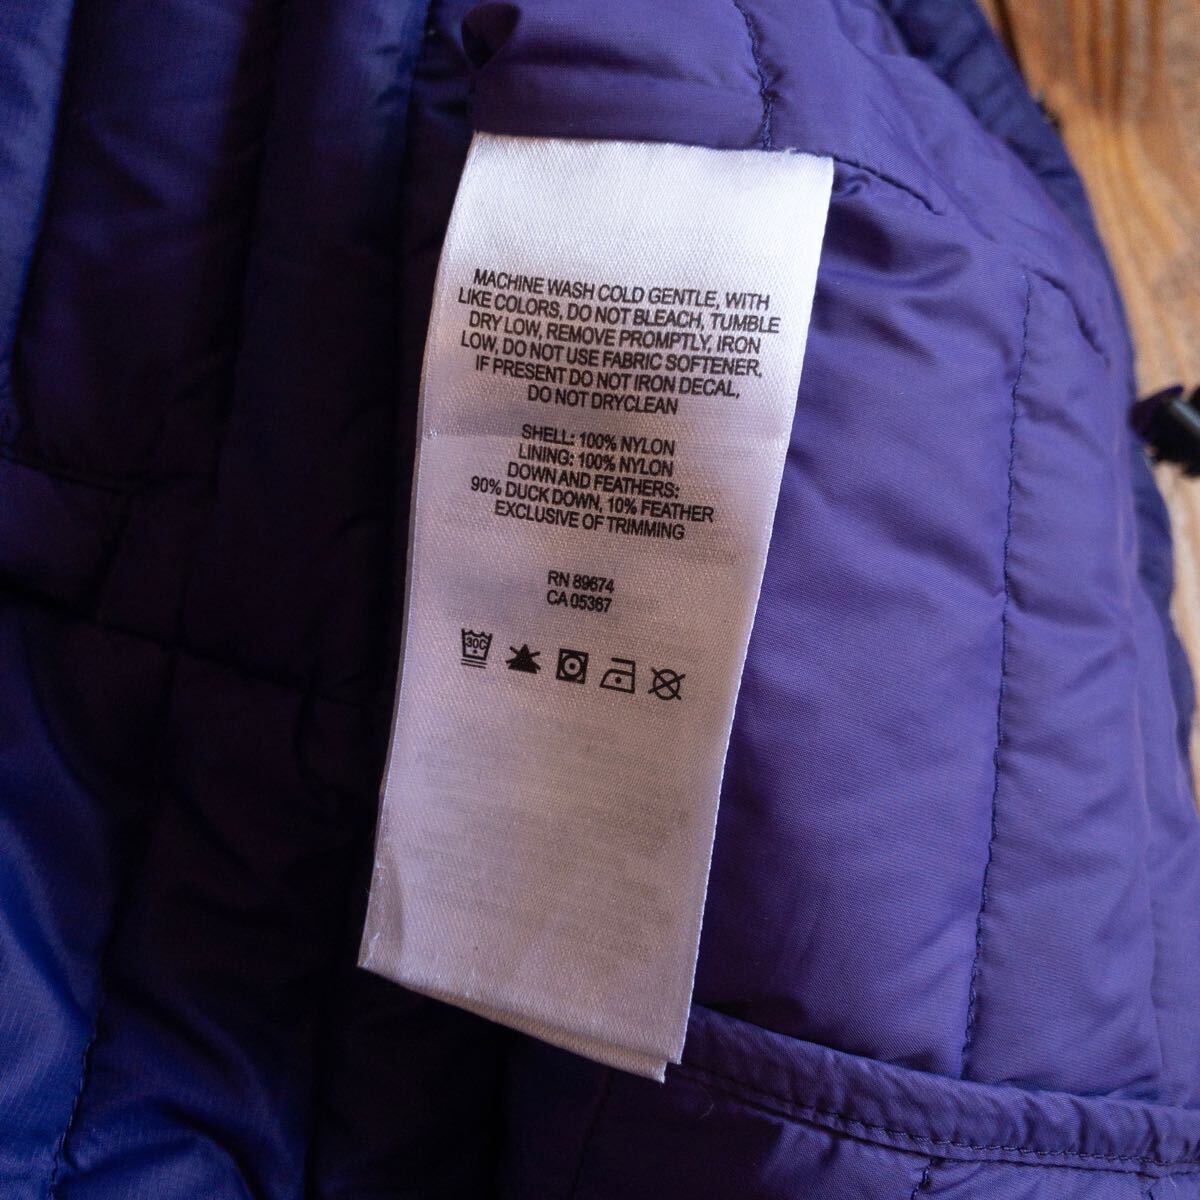 MACHINE WASH COLD GENTLE, WITH
LIKE COLORS, DO NOT BLEACH, TUMBLE
DRY LOW, REMOVE PROMPTLY, IRON
LOW, DO NOT USE FABRIC SOFTENER,
IF PRESENT DO NOT IRON DECAL,
DO NOT DRYCLEAN
SHELL: 100% NYLON
LINING: 100% NYLON
DOWN AND FEATHERS:
90% DUCK DOWN, 10% FEATHER
EXCLUSIVE OF TRIMMING
RN 89674
CA 05367
30C